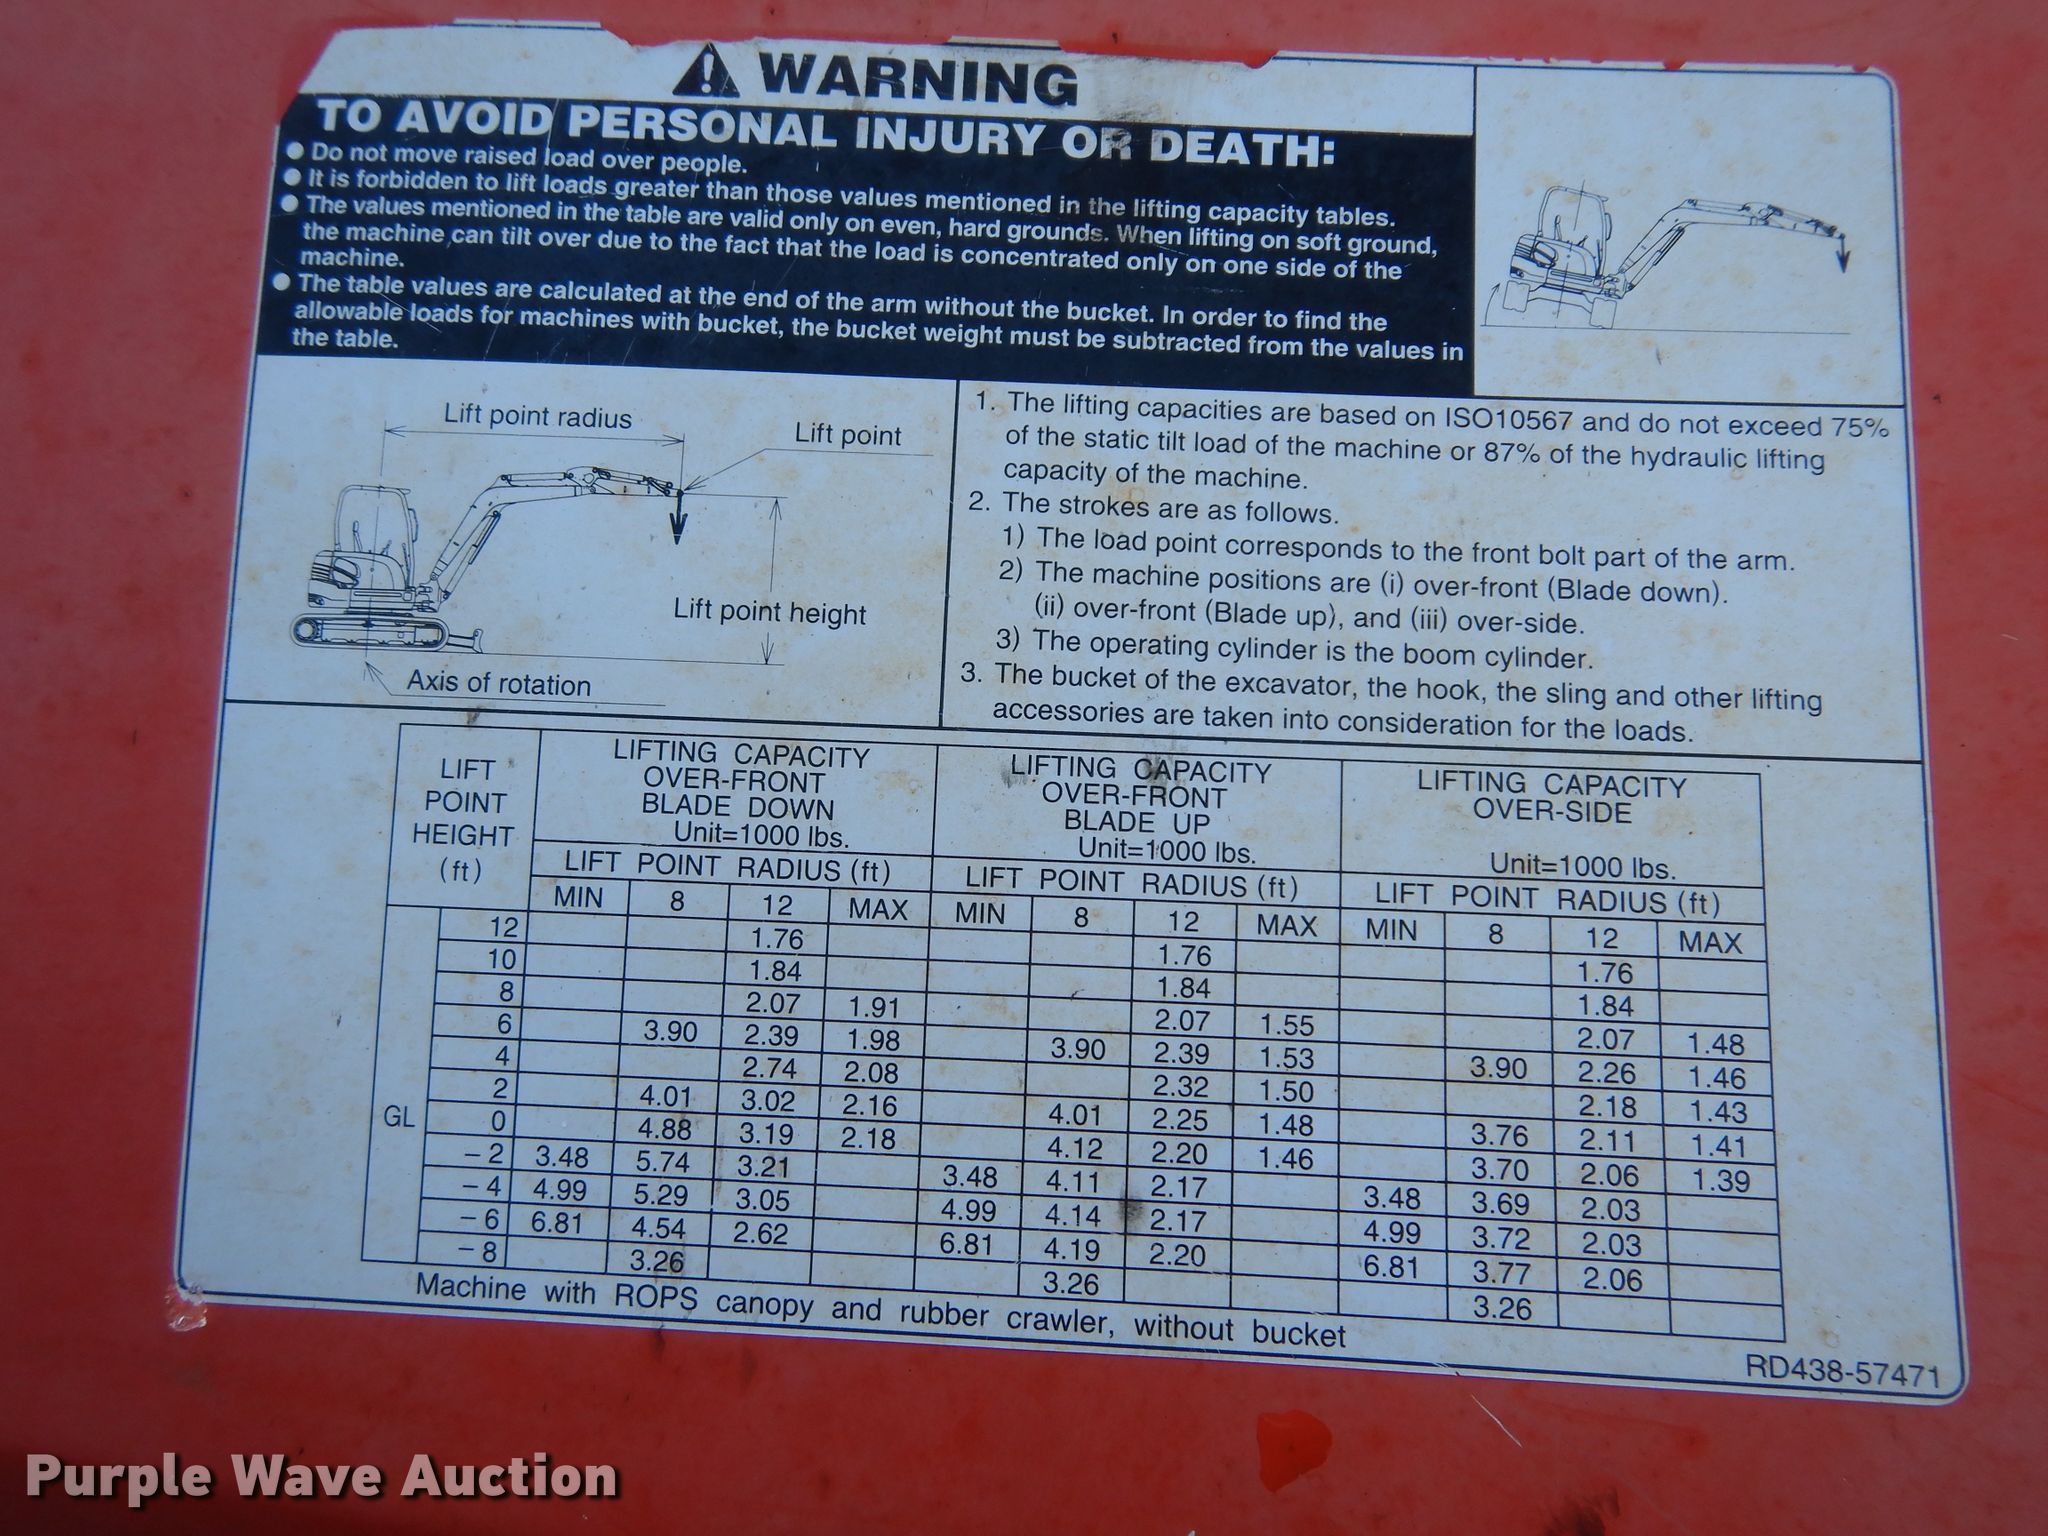 WARNING
TO AVOID PERSONAL INJURY OR DEATH:
● Do not move raised load over people.
● It is forbidden to lift loads greater than those values mentioned in the lifting capacity tables.
● The values mentioned in the table are valid only on even, hard grounds. When lifting on soft ground,
the machine can tilt over due to the fact that the load is concentrated only on one side of the
machine.
● The table values are calculated at the end of the arm without the bucket. In order to find the
allowable loads for machines with bucket, the bucket weight must be subtracted from the values in
the table.
Lift point radius
Lift point
Lift point height
Axis of rotation
1. The lifting capacities are based on ISO10567 and do not exceed 75%
of the static tilt load of the machine or 87% of the hydraulic lifting
capacity of the machine.
2. The strokes are as follows.
1) The load point corresponds to the front bolt part of the arm.
2) The machine positions are (i) over-front (Blade down).
(ii) over-front (Blade up), and (iii) over-side.
3) The operating cylinder is the boom cylinder.
3. The bucket of the excavator, the hook, the sling and other lifting
accessories are taken into consideration for the loads.
LIFT
POINT
HEIGHT
(ft)
LIFTING CAPACITY
OVER-FRONT
BLADE DOWN
Unit=1000 lbs.
LIFTING CAPACITY
OVER-FRONT
BLADE UP
Unit=1000 lbs.
LIFTING CAPACITY
OVER-SIDE
Unit=1000 lbs.
LIFT POINT RADIUS (ft) LIFT POINT RADIUS (ft) LIFT POINT RADIUS (ft)
MIN 8 12 MAX MIN 8 12 MAX MIN 8 12 MAX
12 1.76 1.76 1.76
10 1.84 1.84 1.84
8 2.07 1.91 2.07 1.55 2.07 1.48
6 3.90 2.39 1.98 3.90 2.39 1.53 3.90 2.26 1.46
4 2.74 2.08 2.32 1.50 2.18 1.43
2 4.01 3.02 2.16 4.01 2.25 1.48 3.76 2.11 1.41
GL 0 4.88 3.19 2.18 4.12 2.20 1.46 3.70 2.06 1.39
−2 3.48 5.74 3.21 3.48 4.11 2.17 3.48 3.69 2.03
−4 4.99 5.29 3.05 4.99 4.14 2.17 4.99 3.72 2.03
−6 6.81 4.54 2.62 6.81 4.19 2.20 6.81 3.77 2.06
−8 3.26 3.26 3.26
Machine with ROPS canopy and rubber crawler, without bucket
RD438-57471
Purple Wave Auction